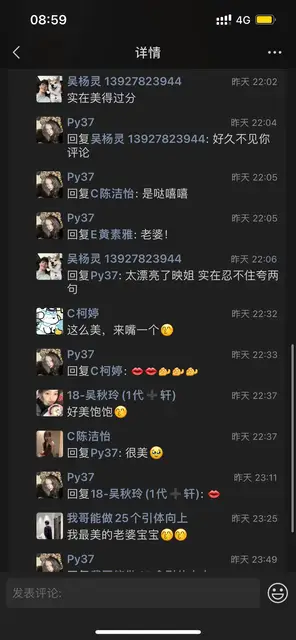 08:59
4G
详情
吴杨灵 13927823944
昨天 22:02
实在美得过分
Py37
昨天 22:04
回复吴杨灵 13927823944: 好久不见你
评论
Py37
昨天 22:05
回复C陈洁怡: 是哒嘻嘻
Py37
昨天 22:05
回复E黄素雅: 老婆！
吴杨灵 13927823944
昨天 22:06
回复Py37: 太漂亮了映姐 实在忍不住夸两
句
C柯婷
昨天 22:32
这么美，来嘴一个🤭
Py37
昨天 22:33
回复C柯婷: 👄👄
18-吴秋玲 (1代➕轩)
昨天 22:37
好美饱饱🤭
C陈洁怡
昨天 22:37
回复Py37: 很美🥹
Py37
昨天 23:11
回复18-吴秋玲 (1代➕轩): 👄
我哥能做25个引体向上
昨天 23:25
我最美的老婆宝宝🤭🤭
Py37
昨天 23:49
发表评论: